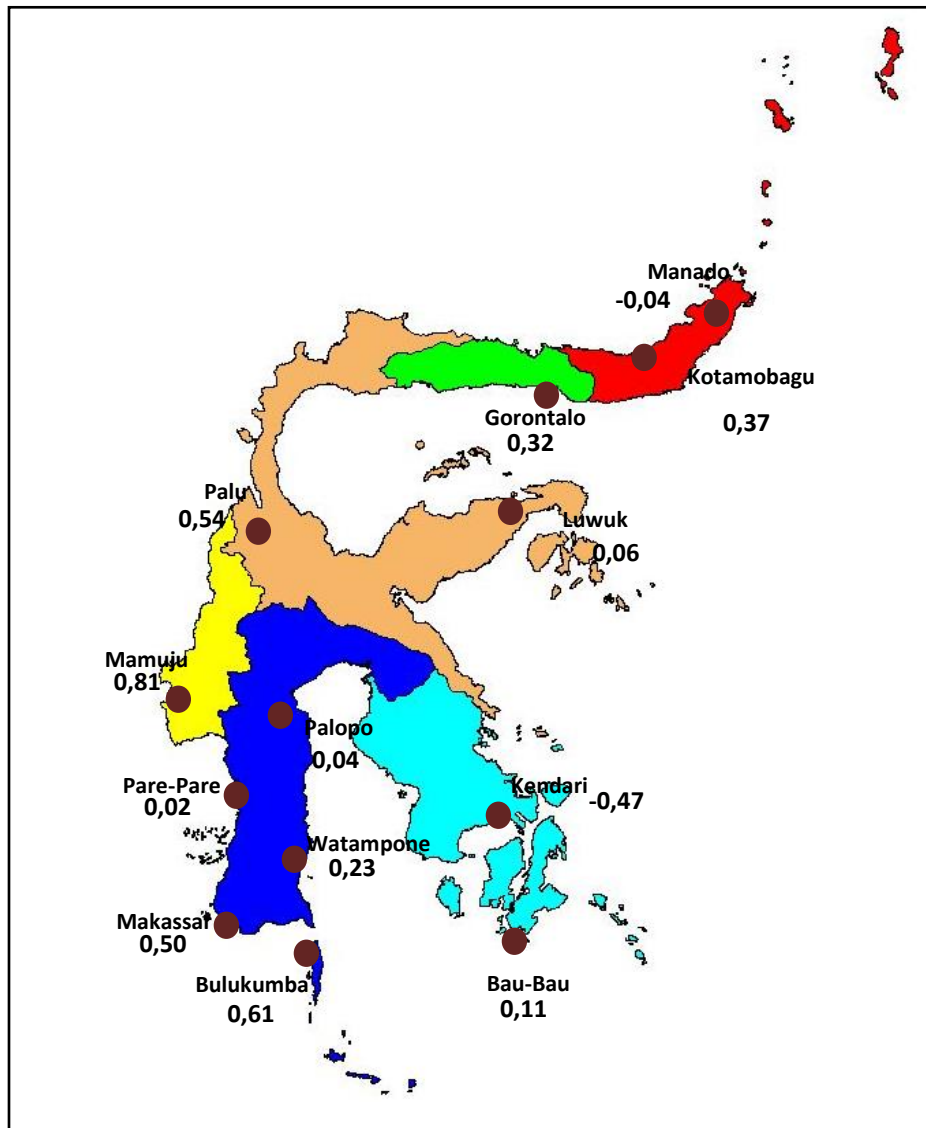 Manado
-0,04
Kotamobagu
0,37
Gorontalo
0,32
Palu
0,54
Luwuk
0,06
Mamuju
0,81
Palopo
0,04
Pare-Pare
0,02
Kendari
-0,47
Watampone
0,23
Makassar
0,50
Bulukumba
0,61
Bau-Bau
0,11